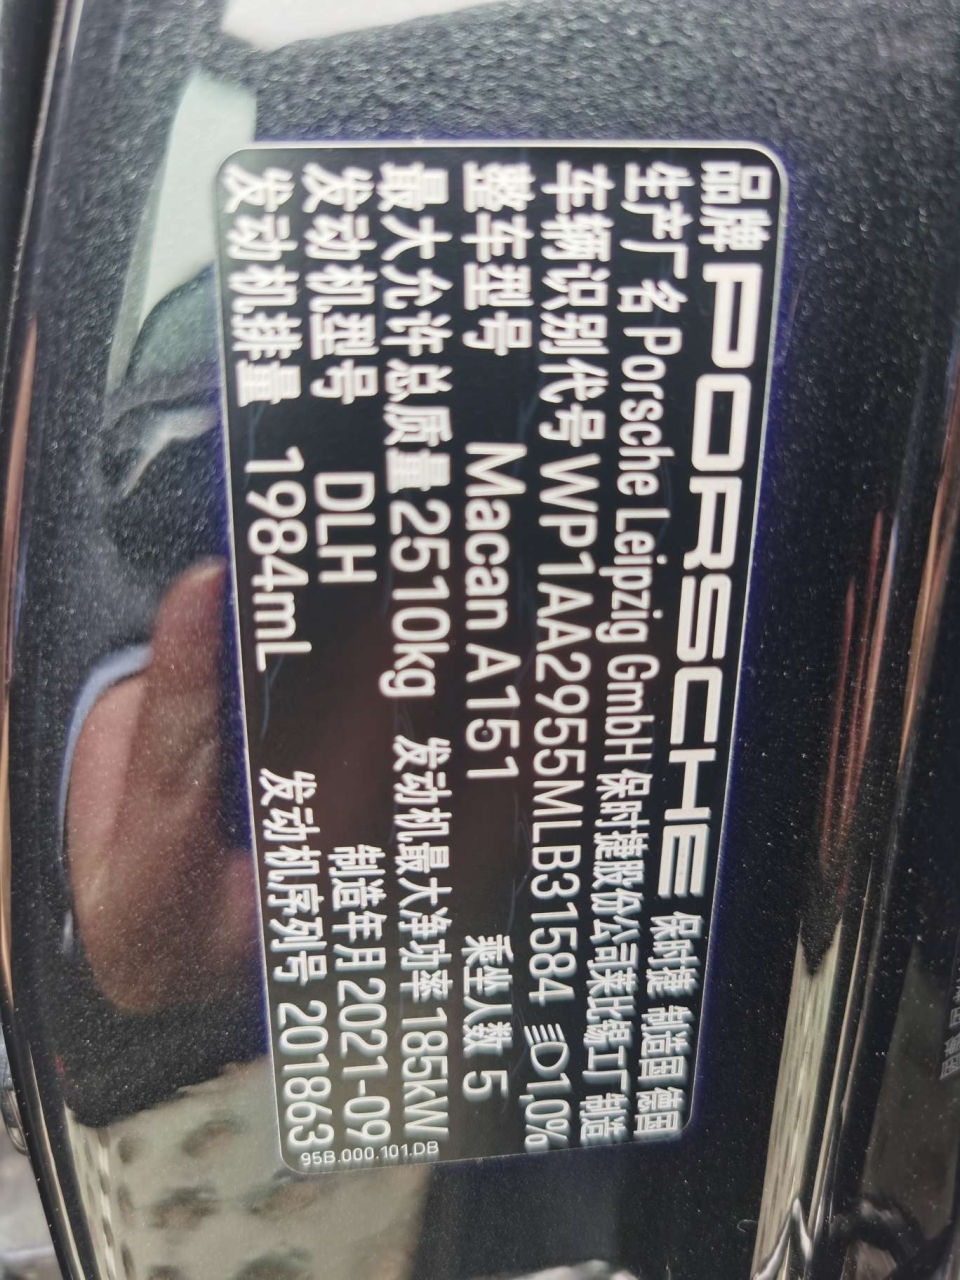 品牌 PORSCHE 保时捷 制造国 德国
生产厂名 Porsche Leipzig GmbH 保时捷股份公司莱比锡工厂制造
车辆识别代号 WP1AA2955MLB31584 1,0%
整车型号 Macan A151 乘坐人数 5
最大允许总质量 2510kg 发动机最大净功率 185kW
发动机型号 DLH 制造年月 2021-09
发动机排量 1984mL 发动机序列号 201863
95B.000.101.DB